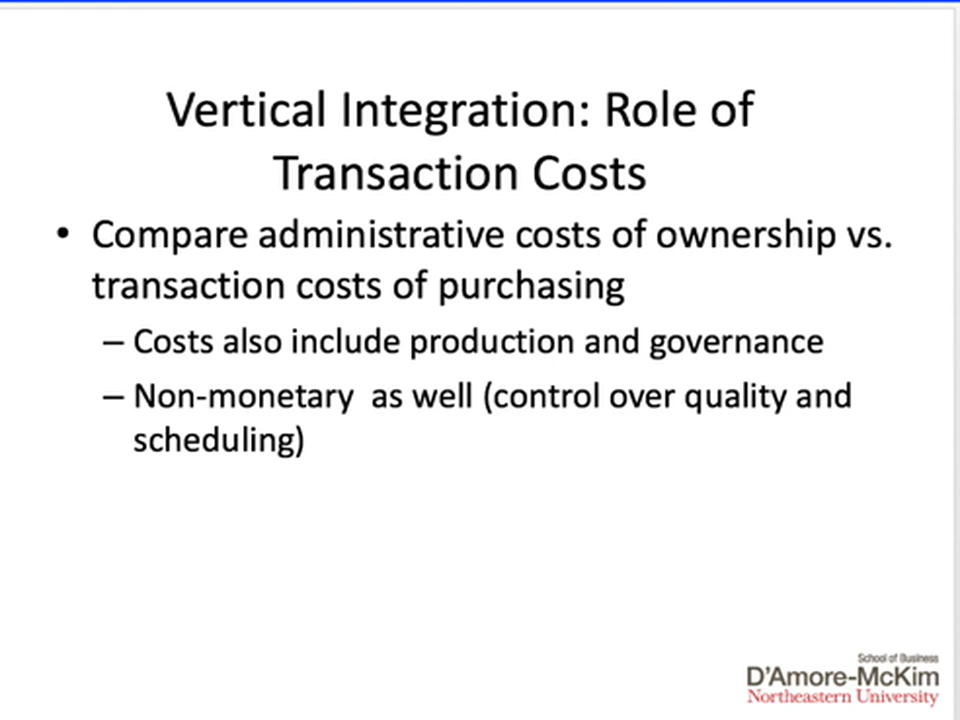 Vertical Integration: Role of
Transaction Costs
• Compare administrative costs of ownership vs.
transaction costs of purchasing
– Costs also include production and governance
– Non-monetary  as well (control over quality and
scheduling)
School of Business
D'Amore-McKim
Northeastern University